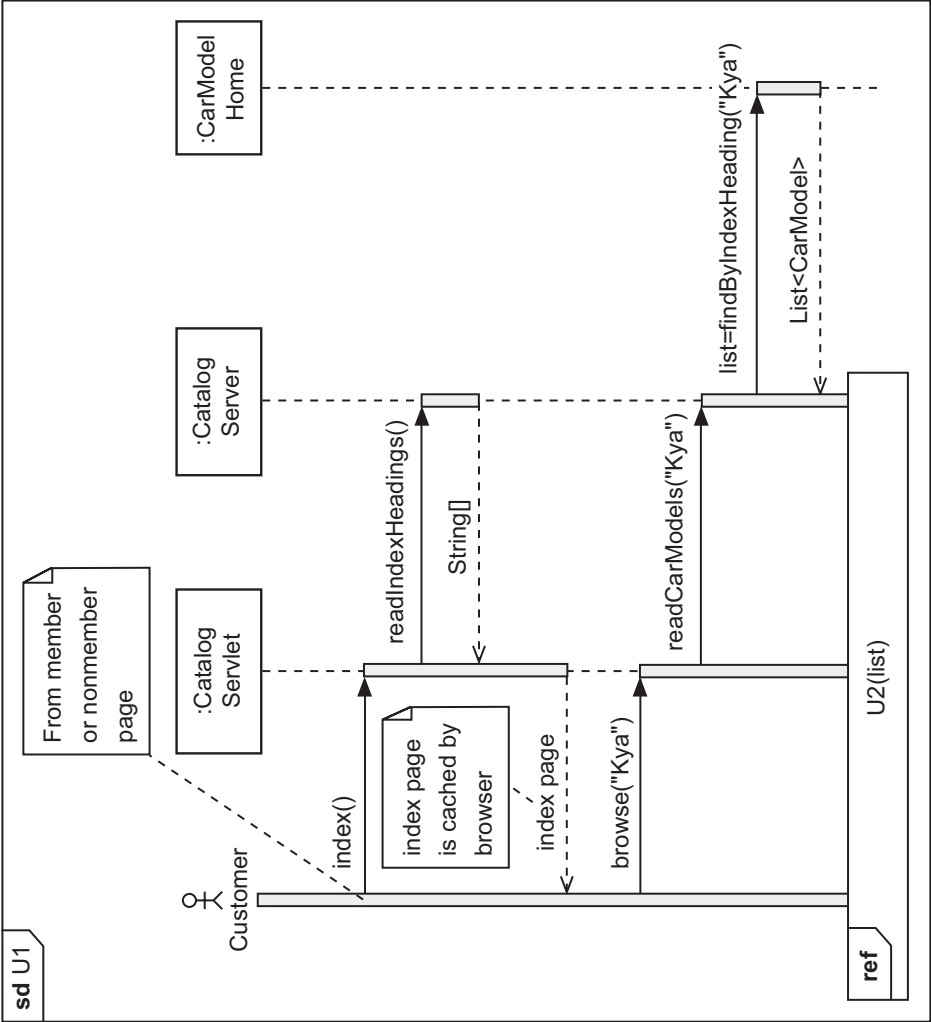 sd U1
From member
or nonmember
page
Customer
:Catalog
Servlet
:Catalog
Server
:CarModel
Home
index()
readIndexHeadings()
index page
is cached by
browser
String[]
index page
browse("Kya")
readCarModels("Kya")
list=findByIndexHeading("Kya")
List<CarModel>
ref
U2(list)